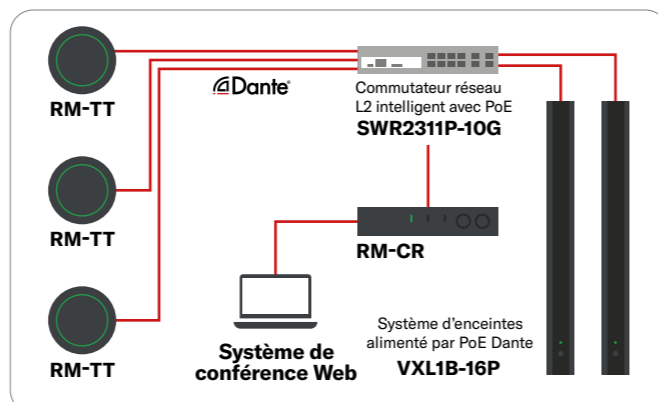 RM-TT
Dante
Commutateur réseau
L2 intelligent avec PoE
SWR2311P-10G
RM-TT
RM-CR
RM-TT
Système de
conférence Web
Système d'enceintes
alimenté par PoE Dante
VXL1B-16P